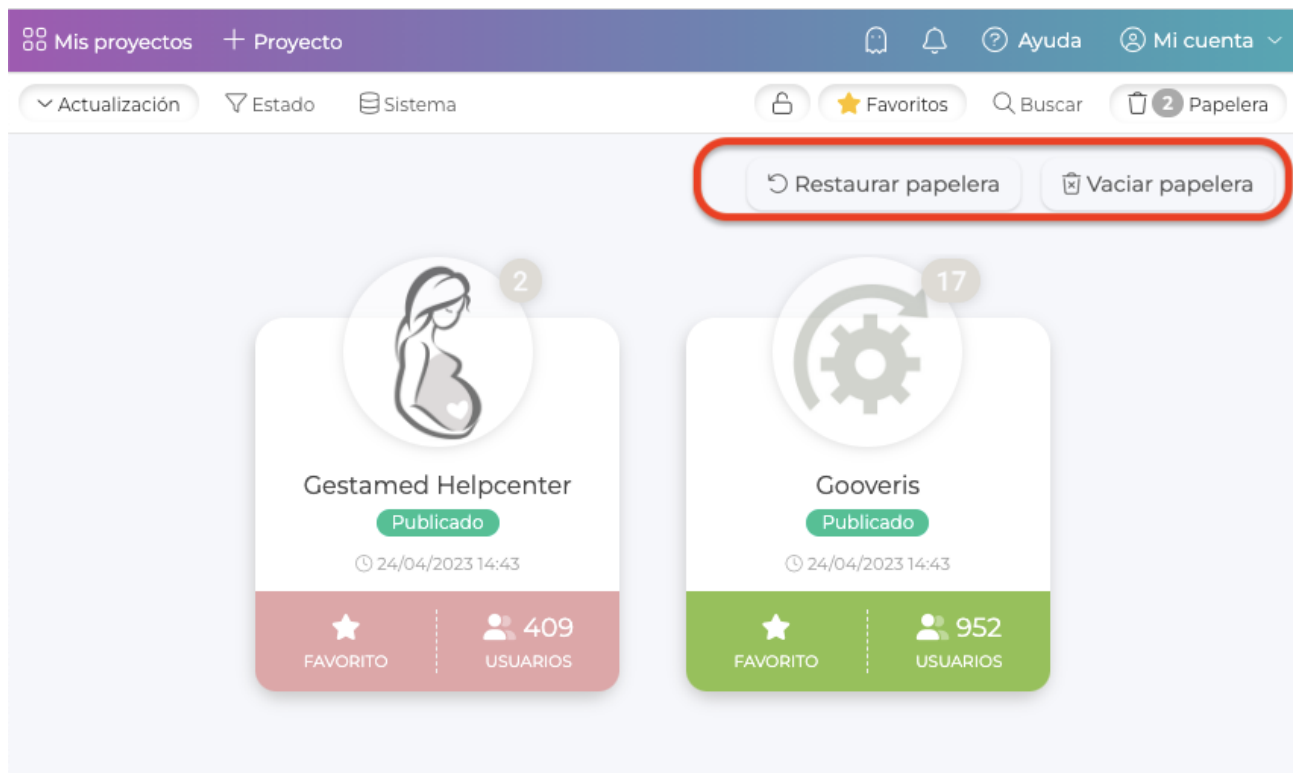 Mis proyectos + Proyecto Ayuda Mi cuenta
Actualización Estado Sistema Favoritos Buscar 2 Papelera
Restaurar papelera Vaciar papelera
2 17
Gestamed Helpcenter Gooveris
Publicado Publicado
24/04/2023 14:43 24/04/2023 14:43
409 952
FAVORITO USUARIOS FAVORITO USUARIOS